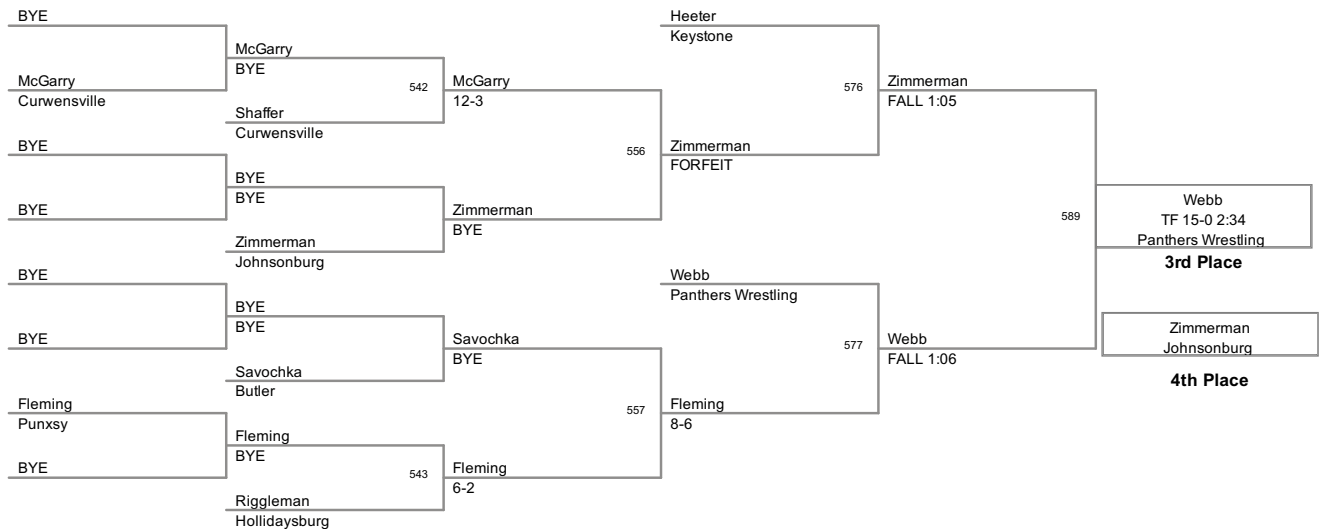 BYE
McGarry
Curwensville
BYE
BYE
BYE
BYE
Fleming
Punxsy
BYE
McGarry
BYE
Shaffer
Curwensville
BYE
BYE
Zimmerman
Johnsonburg
BYE
BYE
Savochka
Butler
Fleming
BYE
Riggleman
Hollidaysburg
542
543
McGarry
12-3
Zimmerman
BYE
Savochka
BYE
Fleming
6-2
556
557
Heeter
Keystone
Zimmerman
FORFEIT
Webb
Panthers Wrestling
Fleming
8-6
576
577
Zimmerman
FALL 1:05
Webb
FALL 1:06
589
Webb
TF 15-0 2:34
Panthers Wrestling
3rd Place
Zimmerman
Johnsonburg
4th Place